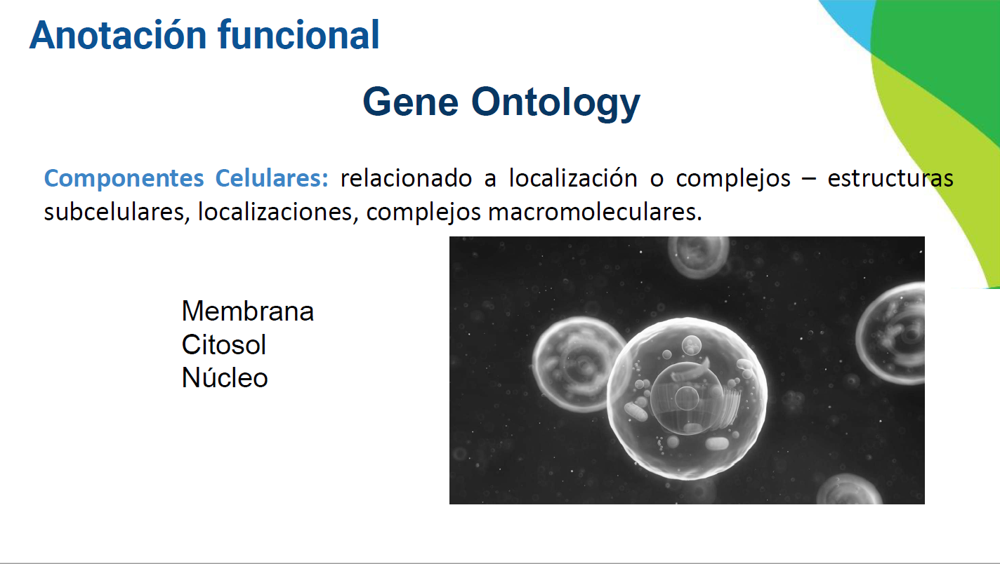 Anotación funcional
Gene Ontology
Componentes Celulares: relacionado a localización o complejos – estructuras
subcelulares, localizaciones, complejos macromoleculares.
Membrana
Citosol
Núcleo